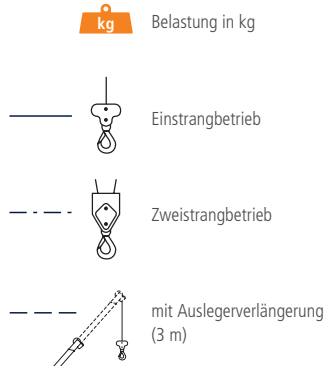 kg Belastung in kg
Einstrangbetrieb
Zweistrangbetrieb
mit Auslegerverlängerung
(3 m)